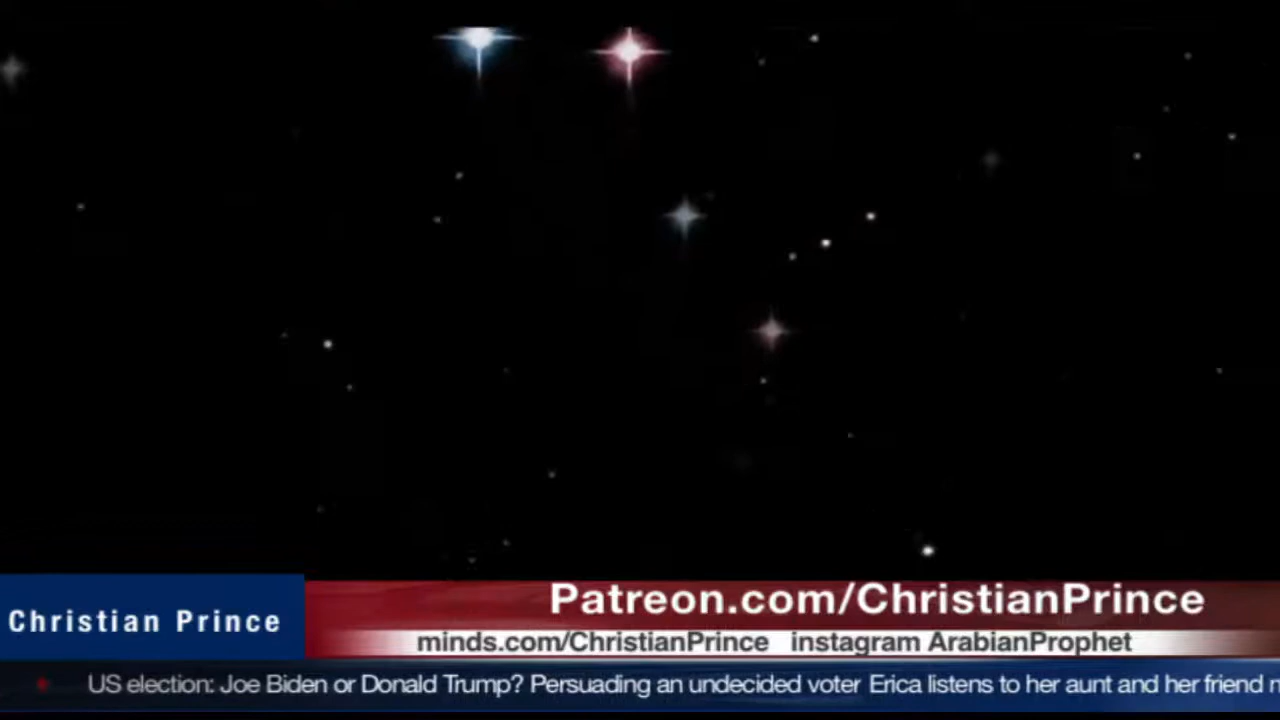 Patreon.com/ChristianPrince
Christian Prince
minds.com/ChristianPrince instagram ArabianProphet
US election: Joe Biden or Donald Trump? Persuading an undecided voter Erica listens to her aunt and her friend